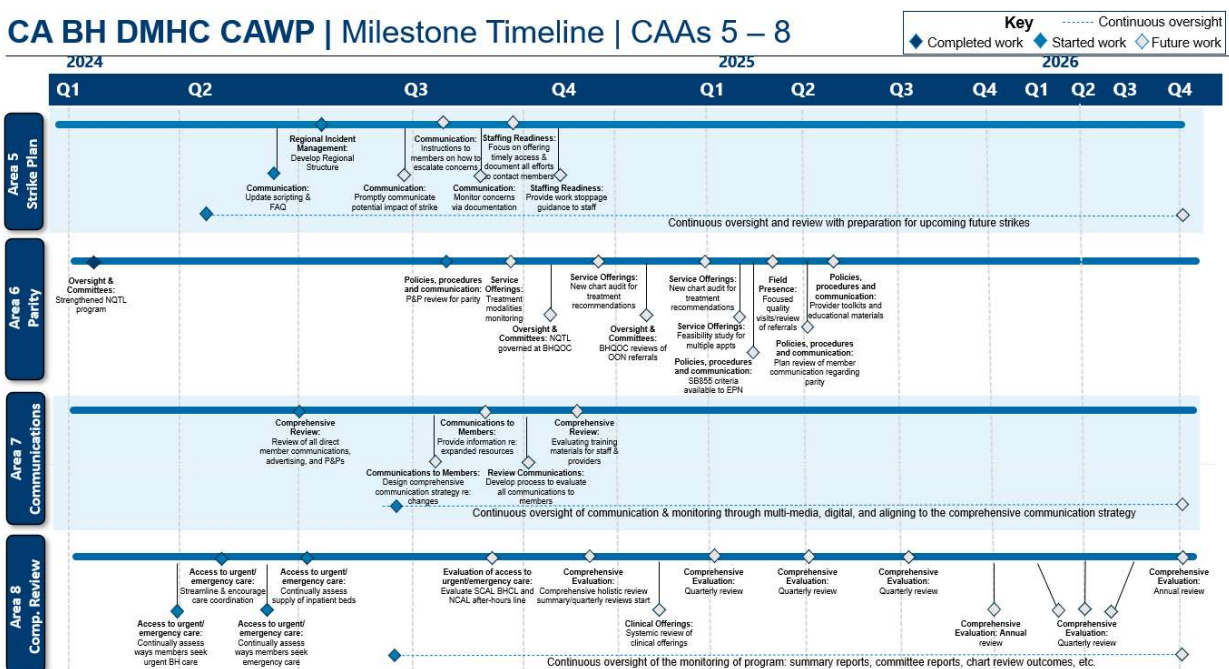 CA BH DMHC CAWP | Milestone Timeline | CAAs 5 – 8
Key
Continuous oversight
Completed work
Started work
Future work
2024
2025
2026
Q1
Q2
Q3
Q4
Q1
Q2
Q3
Q4
Q1
Q2
Q3
Q4
Area 5
Strike Plan
Regional Incident
Management:
Develop Regional
Structure
Communication:
Update scripting &
FAQ
Communication:
Promptly communicate
potential impact of strike
Communication:
Instructions to
members on how to
escalate concerns
Communication:
Monitor concerns
via documentation
Staffing Readiness:
Focus on offering
timely access &
document all efforts
to contact members
Staffing Readiness:
Provide work stoppage
guidance to staff
Continuous oversight and review with preparation for upcoming future strikes
Area 6
Parity
Oversight &
Committees:
Strengthened NQTL
program
Policies, procedures
and communication:
P&P review for parity
Service
Offerings:
Treatment
modalities
monitoring
Oversight &
Committees: NQTL
governed at BHQOC
Service Offerings:
New chart audit for
treatment
recommendations
Oversight &
Committees:
BHQOC reviews of
OON referrals
Service Offerings:
New chart audit for
treatment
recommendations
Service Offerings:
Feasibility study for
multiple appts
Policies, procedures
and communication:
SB855 criteria
available to EPN
Field
Presence:
Focused
quality
visits/review
of referrals
Policies, procedures
and communication:
Plan review of member
communication regarding
parity
Policies,
procedures and
communication:
Provider toolkits and
educational materials
Area 7
Communications
Comprehensive
Review:
Review of all direct
member communications,
advertising, and P&Ps
Communications to Members:
Design comprehensive
communication strategy re:
changes
Communications to
Members:
Provide information re:
expanded resources
Review Communications:
Develop process to evaluate
all communications to
members
Comprehensive
Review:
Evaluating training
materials for staff &
providers
Continuous oversight of communication & monitoring through multi-media, digital, and aligning to the comprehensive communication strategy
Area 8
Comp. Review
Access to urgent/
emergency care:
Continually assess
ways members seek
urgent BH care
Access to urgent/
emergency care:
Streamline & encourage
care coordination
Access to urgent/
emergency care:
Continually assess
ways members seek
emergency care
Access to urgent/
emergency care:
Continually assess
supply of inpatient beds
Evaluation of access to
urgent/emergency care:
Evaluate SCAL BHCL and
NCAL after-hours line
Comprehensive
Evaluation:
Comprehensive holistic review
summary/quarterly reviews start
Clinical Offerings:
Systemic review of
clinical offerings
Comprehensive
Evaluation:
Quarterly review
Comprehensive
Evaluation:
Quarterly review
Comprehensive
Evaluation:
Quarterly review
Comprehensive
Evaluation: Annual
review
Comprehensive
Evaluation:
Quarterly review
Comprehensive
Evaluation:
Annual review
Continuous oversight of the monitoring of program: summary reports, committee reports, chart review outcomes, etc.